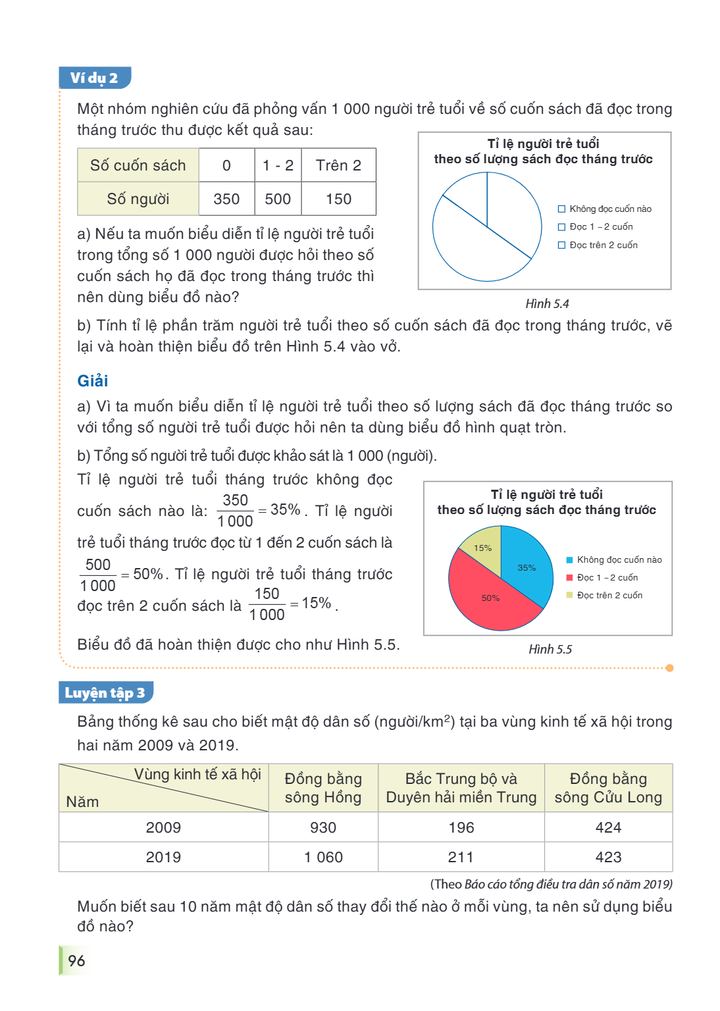 Ví dụ 2
Một nhóm nghiên cứu đã phỏng vấn 1 000 người trẻ tuổi về số cuốn sách đã đọc trong
tháng trước thu được kết quả sau:
Số cuốn sách 0 1 - 2 Trên 2
Số người 350 500 150
Tỉ lệ người trẻ tuổi
theo số lượng sách đọc tháng trước
Không đọc cuốn nào
Đọc 1 – 2 cuốn
Đọc trên 2 cuốn
Hình 5.4
a) Nếu ta muốn biểu diễn tỉ lệ người trẻ tuổi
trong tổng số 1 000 người được hỏi theo số
cuốn sách họ đã đọc trong tháng trước thì
nên dùng biểu đồ nào?
b) Tính tỉ lệ phần trăm người trẻ tuổi theo số cuốn sách đã đọc trong tháng trước, vẽ
lại và hoàn thiện biểu đồ trên Hình 5.4 vào vở.
Giải
a) Vì ta muốn biểu diễn tỉ lệ người trẻ tuổi theo số lượng sách đã đọc tháng trước so
với tổng số người trẻ tuổi được hỏi nên ta dùng biểu đồ hình quạt tròn.
b) Tổng số người trẻ tuổi được khảo sát là 1 000 (người).
Tỉ lệ người trẻ tuổi tháng trước không đọc
cuốn sách nào là: 350/1 000 = 35%. Tỉ lệ người
trẻ tuổi tháng trước đọc từ 1 đến 2 cuốn sách là
500/1 000 = 50%. Tỉ lệ người trẻ tuổi tháng trước
đọc trên 2 cuốn sách là 150/1 000 = 15%.
Biểu đồ đã hoàn thiện được cho như Hình 5.5.
Tỉ lệ người trẻ tuổi
theo số lượng sách đọc tháng trước
15%
35%
50%
Không đọc cuốn nào
Đọc 1 – 2 cuốn
Đọc trên 2 cuốn
Hình 5.5
Luyện tập 3
Bảng thống kê sau cho biết mật độ dân số (người/km²) tại ba vùng kinh tế xã hội trong
hai năm 2009 và 2019.
Vùng kinh tế xã hội
Năm
Đồng bằng
sông Hồng
Bắc Trung bộ và
Duyên hải miền Trung
Đồng bằng
sông Cửu Long
2009 930 196 424
2019 1 060 211 423
(Theo Báo cáo tổng điều tra dân số năm 2019)
Muốn biết sau 10 năm mật độ dân số thay đổi thế nào ở mỗi vùng, ta nên sử dụng biểu
đồ nào?
96